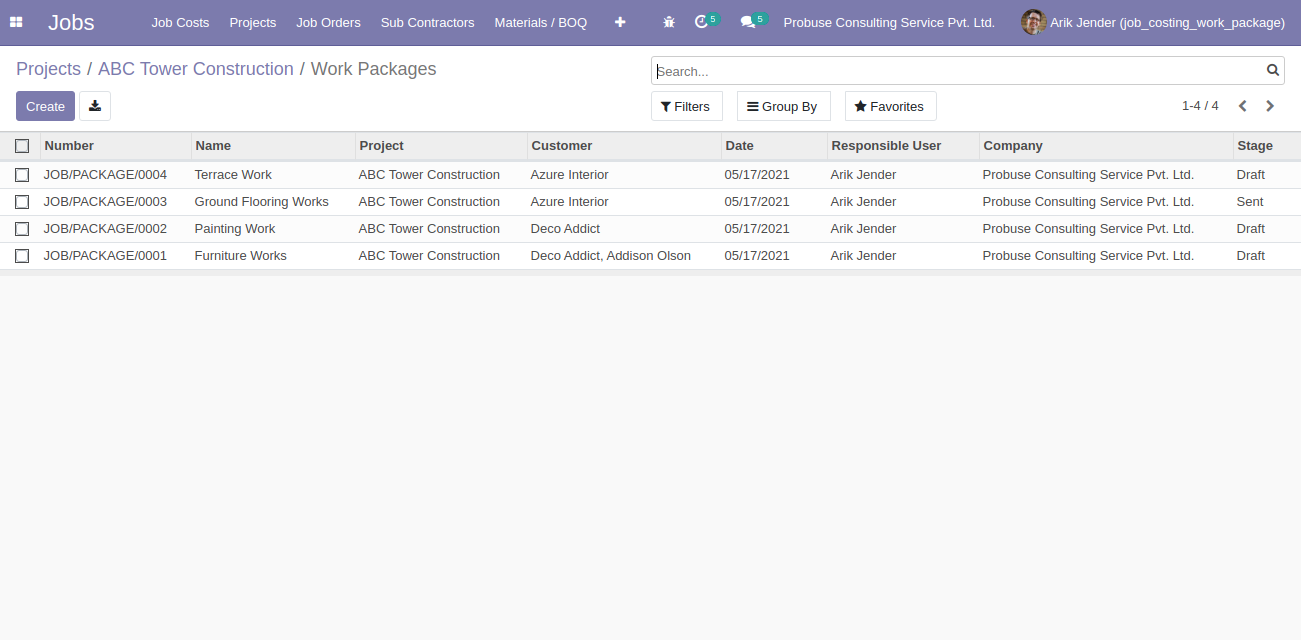 Jobs Job Costs Projects Job Orders Sub Contractors Materials / BOQ 5 5 Probuse Consulting Service Pvt. Ltd. Arik Jender (job_costing_work_package)
Projects / ABC Tower Construction / Work Packages
Search...
Create Filters Group By Favorites 1-4 / 4
Number Name Project Customer Date Responsible User Company Stage
JOB/PACKAGE/0004 Terrace Work ABC Tower Construction Azure Interior 05/17/2021 Arik Jender Probuse Consulting Service Pvt. Ltd. Draft
JOB/PACKAGE/0003 Ground Flooring Works ABC Tower Construction Azure Interior 05/17/2021 Arik Jender Probuse Consulting Service Pvt. Ltd. Sent
JOB/PACKAGE/0002 Painting Work ABC Tower Construction Deco Addict 05/17/2021 Arik Jender Probuse Consulting Service Pvt. Ltd. Draft
JOB/PACKAGE/0001 Furniture Works ABC Tower Construction Deco Addict, Addison Olson 05/17/2021 Arik Jender Probuse Consulting Service Pvt. Ltd. Draft